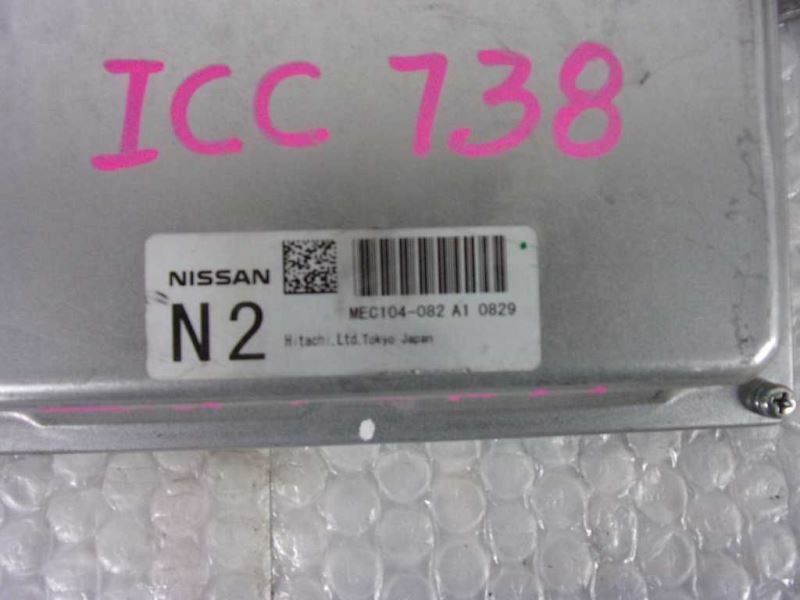 ICC 738
NISSAN
N2
MEC104-082 A1 0829
Hitachi,Ltd.Tokyo Japan